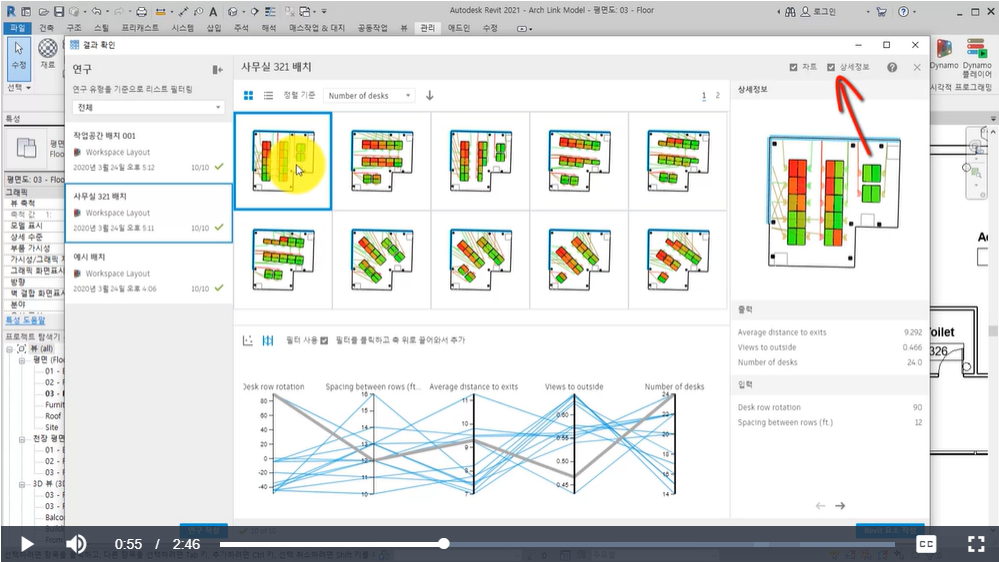 Autodesk Revit 2021 - Arch Link Model - 평면도: 03 - Floor
로그인
파일 건축 구조 스틸 프리캐스트 시스템 삽입 주석 해석 매스작업 & 대지 공동작업 뷰 관리 애드인 수정
수정
재료
선택
Dynamo
Dynamo
플레이어
시각적 프로그래밍
결과 확인
연구
연구 유형을 기준으로 리스트 필터링
전체
작업공간 배치 001
Workspace Layout
2020년 3월 24일 오후 5:12 10/10
사무실 321 배치
Workspace Layout
2020년 3월 24일 오후 5:11 10/10
예시 배치
Workspace Layout
2020년 3월 24일 오후 4:06 10/10
사무실 321 배치
차트 상세정보
정렬 기준 Number of desks
1 2
필터 사용 필터를 클릭하고 축 위로 끌어와서 추가
Desk row rotation Spacing between rows (ft... Average distance to exits Views to outside Number of desks
80
60
40
20
0
-20
-40
16
15
14
13
12
11
10
11
10
9
8
7
0.60
0.55
0.50
0.45
24
22
20
18
16
14
상세정보
출력
Average distance to exits 9.292
Views to outside 0.466
Number of desks 24.0
입력
Desk row rotation 90
Spacing between rows (ft.) 12
특성
평면도: 03 - Floor
그래픽
뷰 축척
축척 값 1:
모델 표시
상세 수준
부품 가시성
가시성/그래픽
그래픽 화면표시
방향
벽 결합 화면표시
분야
특성 도움말
프로젝트 탐색기
뷰 (all)
평면 (Floor
01 -
02 -
03 -
Furnit
Roof
Site
천장 평면
01 -
02 -
03 -
3D 뷰 (3D
03 -
Balcon
326
0:55 / 2:46
CC